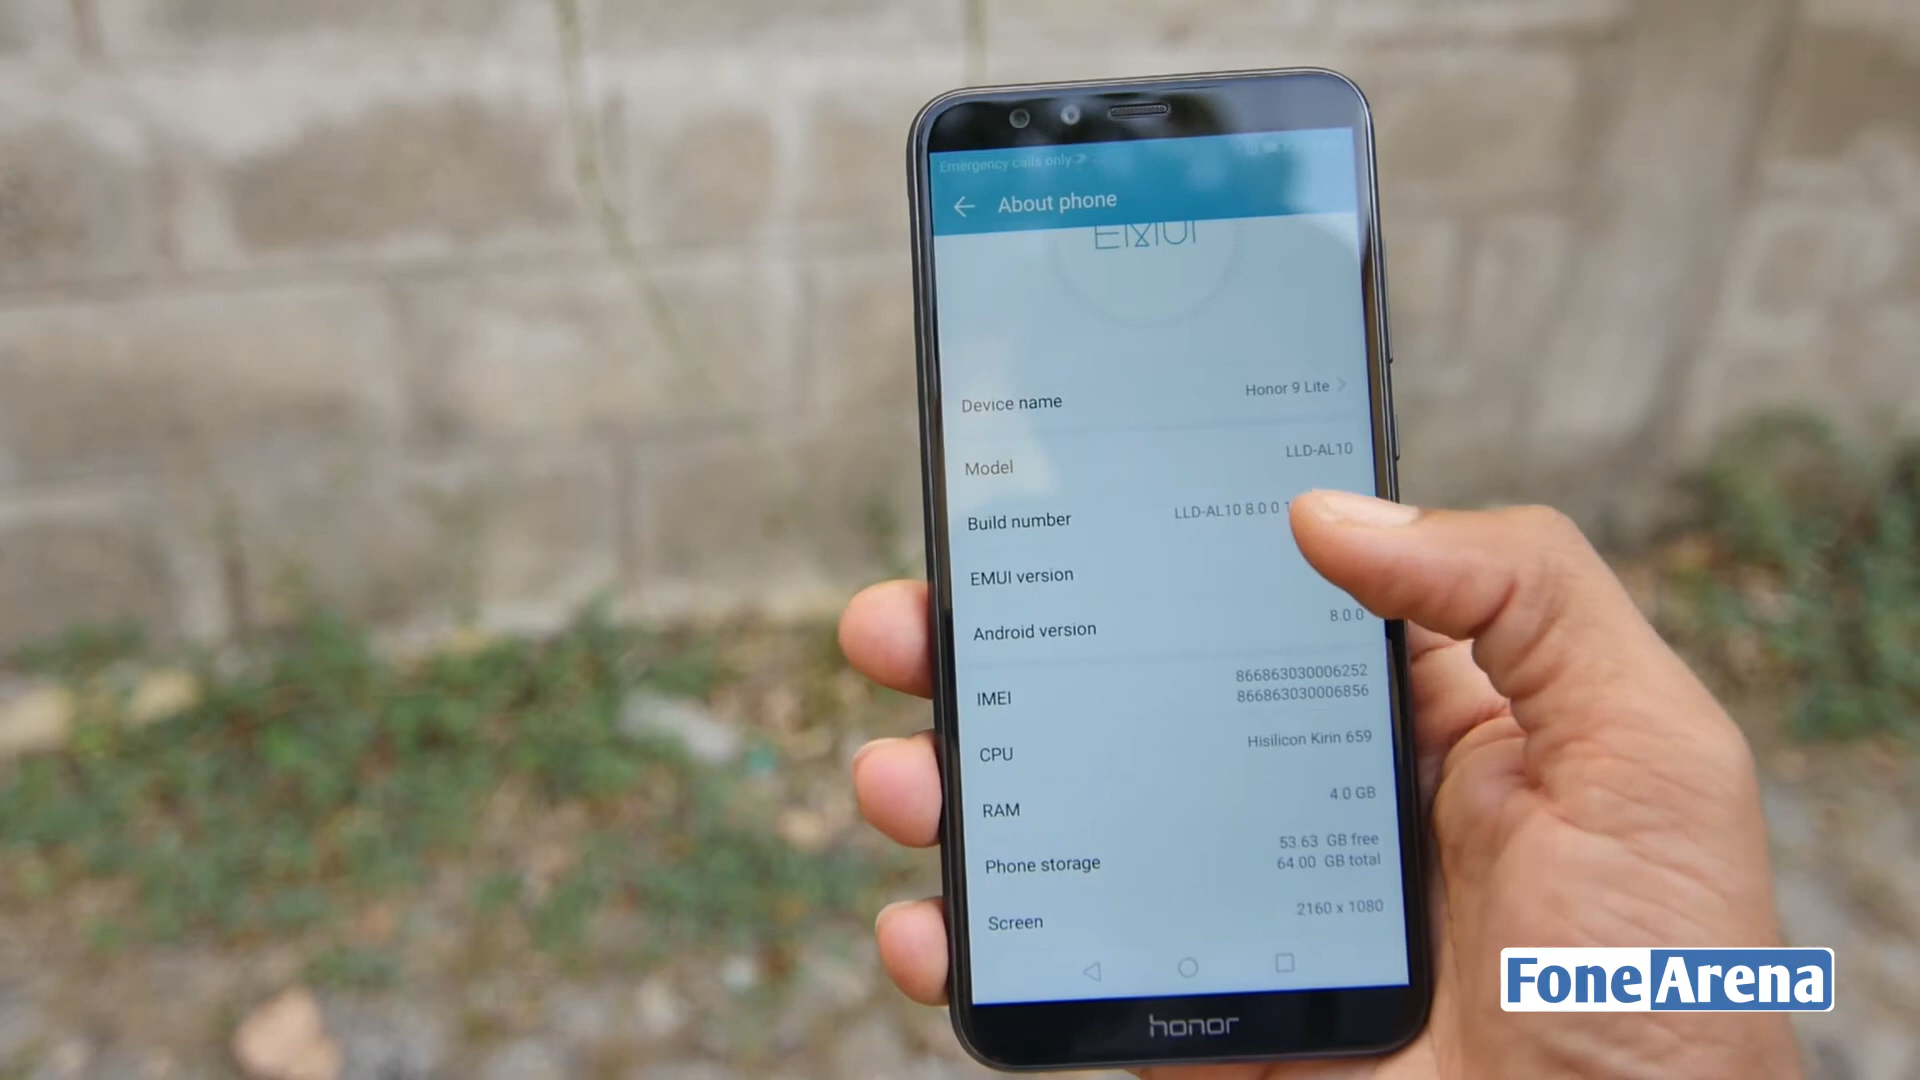 Emergency calls only
About phone
EMUI
Device name
Honor 9 Lite
Model
LLD-AL10
Build number
LLD-AL10 8.0.0
EMUI version
Android version
8.0.0
IMEI
866863030006252
866863030006856
CPU
Hisilicon Kirin 659
RAM
4.0 GB
Phone storage
53.63 GB free
64.00 GB total
Screen
2160 x 1080
honor
FoneArena